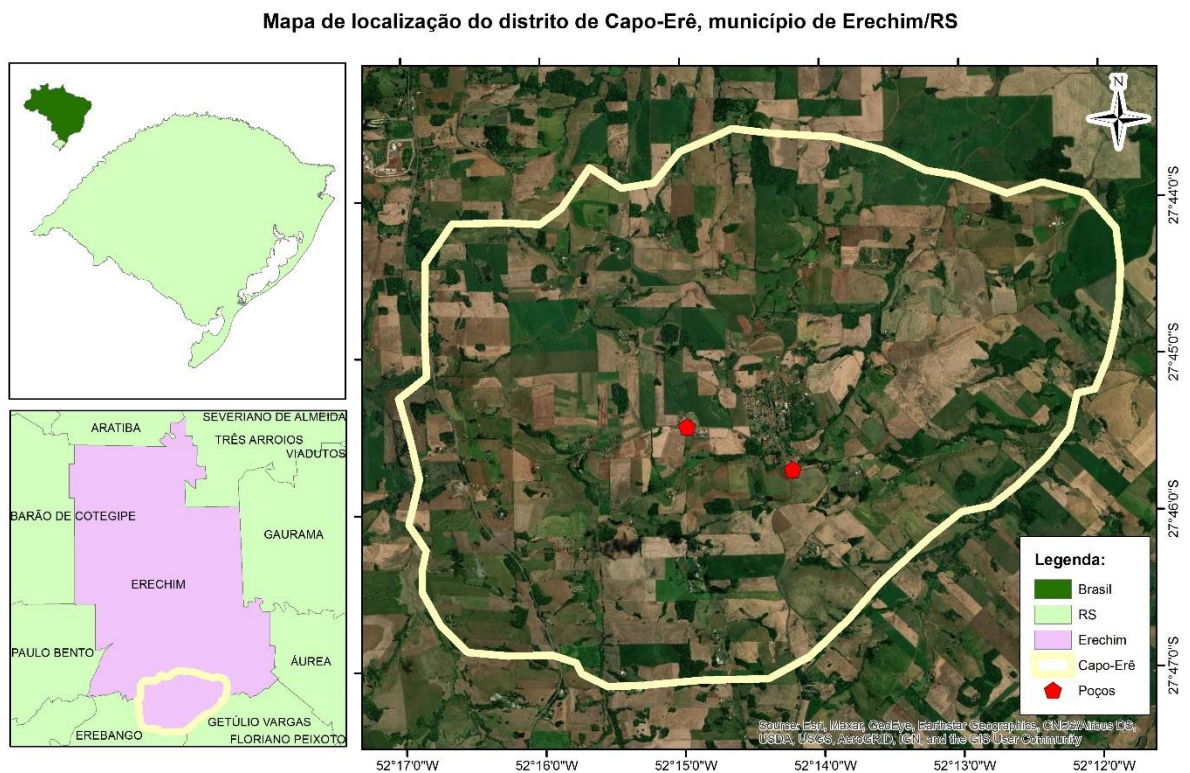 Mapa de localização do distrito de Capo-Erê, município de Erechim/RS
N
27°44'0"S
27°45'0"S
27°46'0"S
27°47'0"S
ARATIBA
SEVERIANO DE ALMEIDA
TRÊS ARROIOS
VIADUTOS
BARÃO DE COTEGIPE
GAURAMA
ERECHIM
PAULO BENTO
ÁUREA
GETÚLIO VARGAS
EREBANGO
FLORIANO PEIXOTO
Legenda:
Brasil
RS
Erechim
Capo-Erê
Poços
Source: Esri, Maxar, GeoEye, Earthstar Geographics, CNES/Airbus DS,
USDA, USGS, AeroGRID, IGN, and the GIS User Community
52°17'0"W
52°16'0"W
52°15'0"W
52°14'0"W
52°13'0"W
52°12'0"W